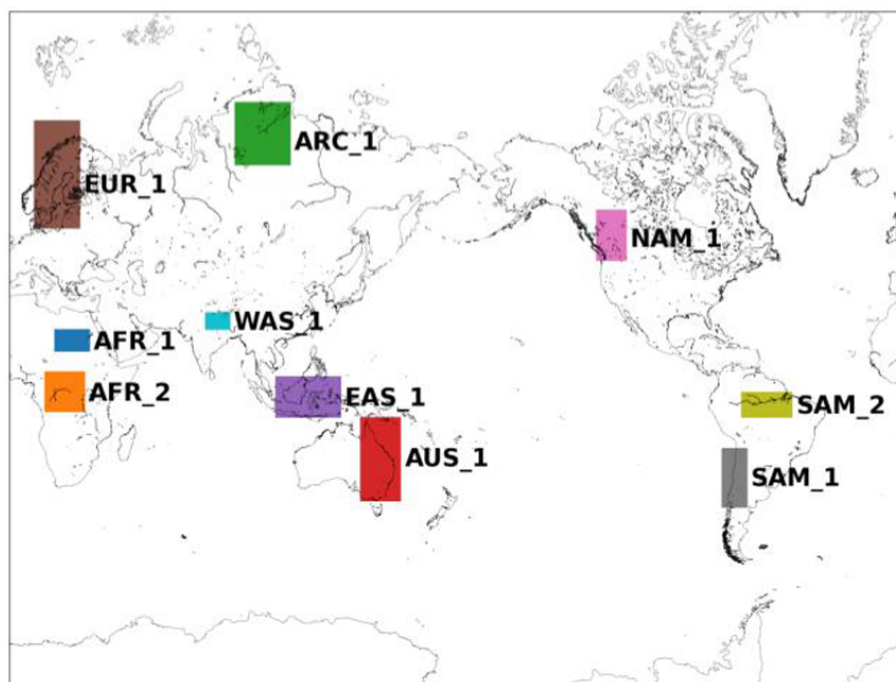 ARC_1
EUR_1
NAM_1
WAS_1
AFR_1
AFR_2
EAS_1
SAM_2
AUS_1
SAM_1